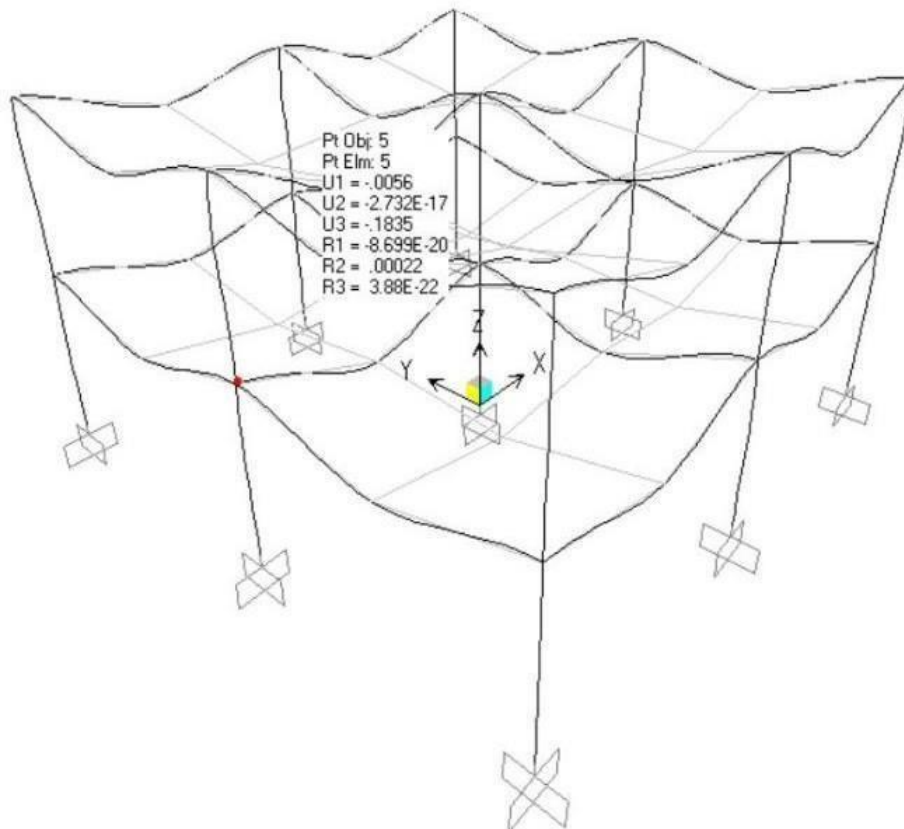 Pt Obj: 5
Pt Elm: 5
U1 = -.0056
U2 = -2.732E-17
U3 = -.1835
R1 = -8.699E-20
R2 = .00022
R3 = 3.88E-22
Z
Y
X